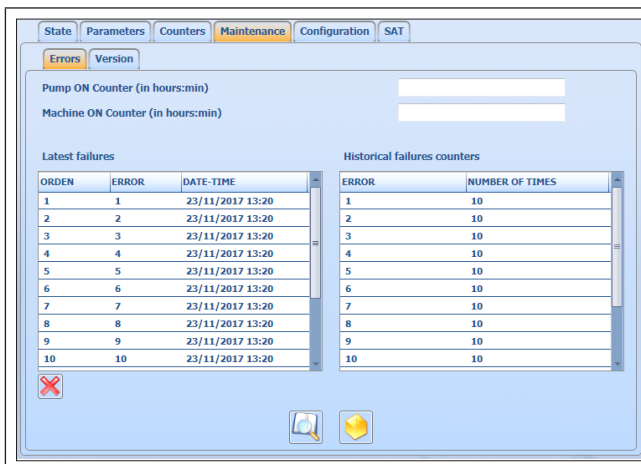 State Parameters Counters Maintenance Configuration SAT
Errors Version
Pump ON Counter (in hours:min)
Machine ON Counter (in hours:min)
Latest failures
ORDEN ERROR DATE-TIME
1 1 23/11/2017 13:20
2 2 23/11/2017 13:20
3 3 23/11/2017 13:20
4 4 23/11/2017 13:20
5 5 23/11/2017 13:20
6 6 23/11/2017 13:20
7 7 23/11/2017 13:20
8 8 23/11/2017 13:20
9 9 23/11/2017 13:20
10 10 23/11/2017 13:20
Historical failures counters
ERROR NUMBER OF TIMES
1 10
2 10
3 10
4 10
5 10
6 10
7 10
8 10
9 10
10 10